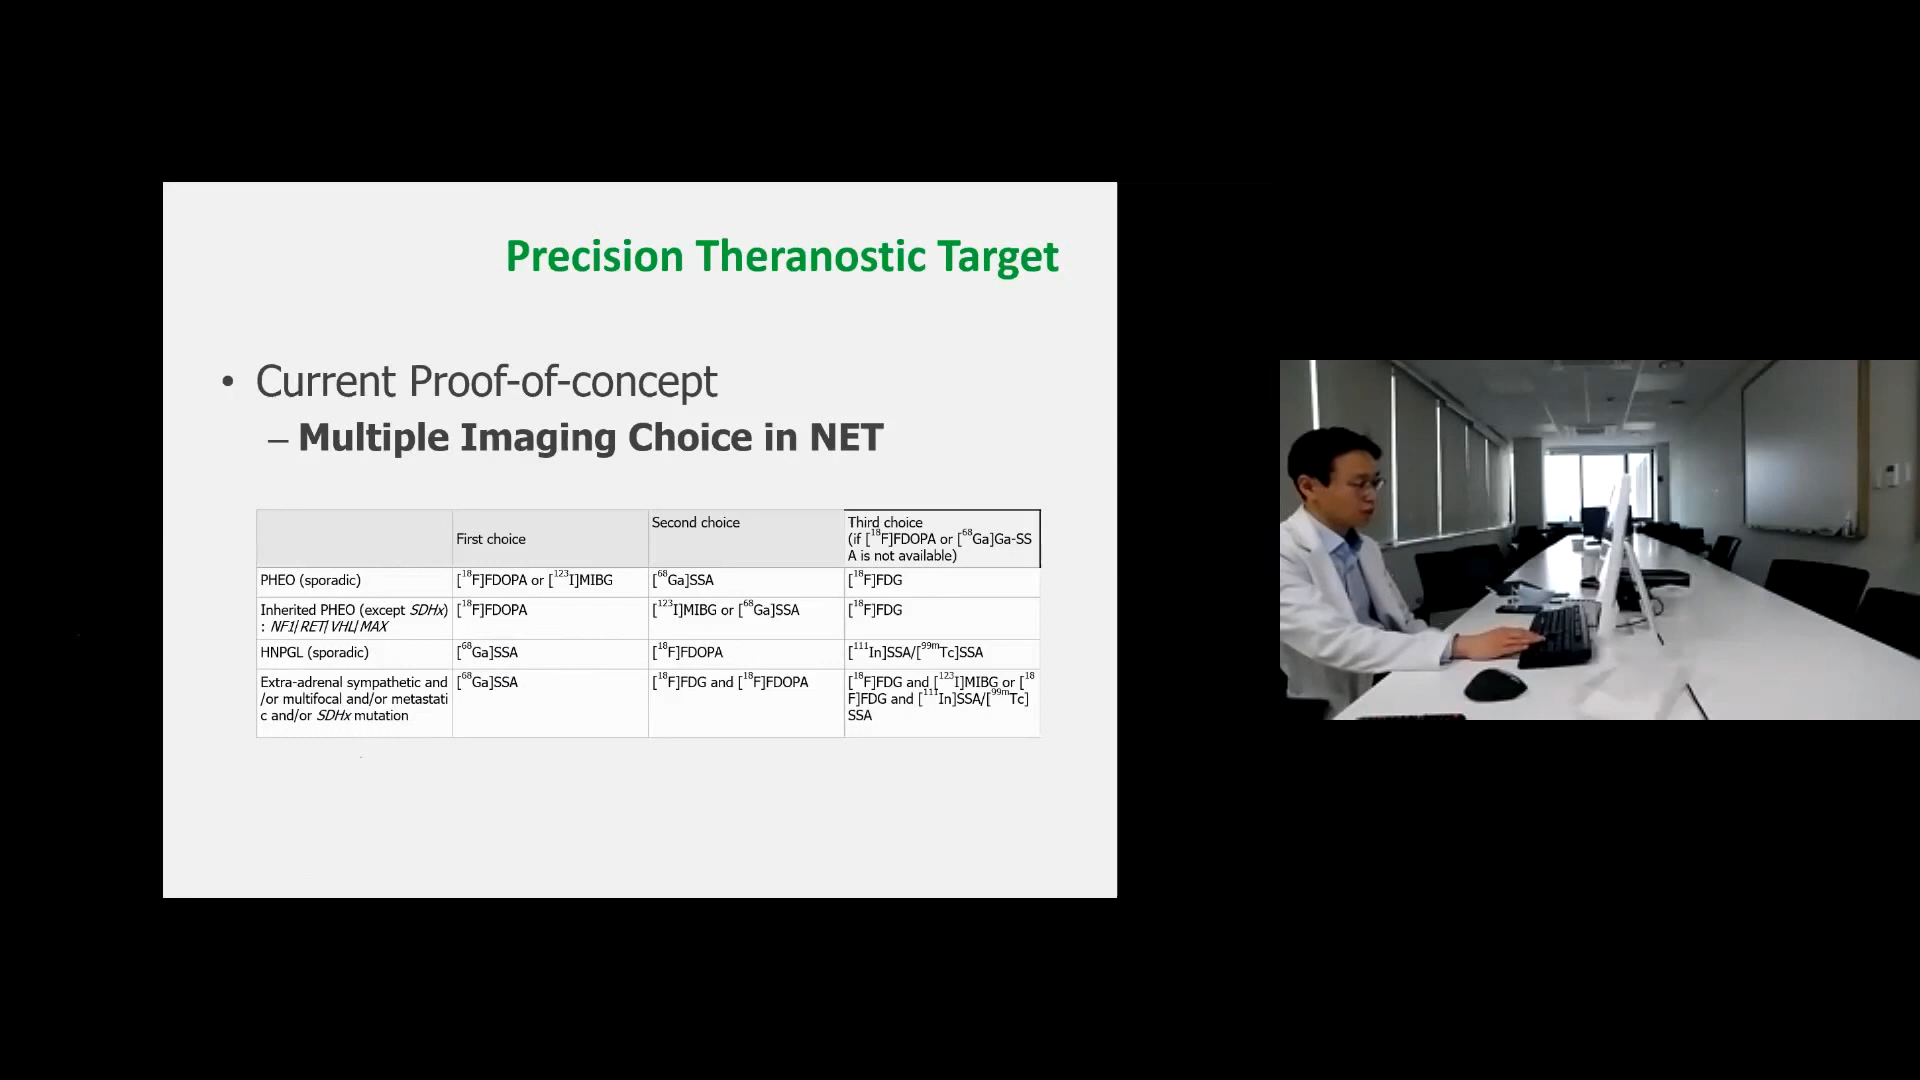 Precision Theranostic Target
• Current Proof-of-concept
– Multiple Imaging Choice in NET
First choice
Second choice
Third choice
(if [18F]FDOPA or [68Ga]Ga-SS
A is not available)
PHEO (sporadic)
[18F]FDOPA or [123I]MIBG
[68Ga]SSA
[18F]FDG
Inherited PHEO (except SDHx)
: NF1/RET/VHL/MAX
[18F]FDOPA
[123I]MIBG or [68Ga]SSA
[18F]FDG
HNPGL (sporadic)
[68Ga]SSA
[18F]FDOPA
[111In]SSA/[99mTc]SSA
Extra-adrenal sympathetic and
/or multifocal and/or metastati
c and/or SDHx mutation
[68Ga]SSA
[18F]FDG and [18F]FDOPA
[18F]FDG and [123I]MIBG or [18
F]FDG and [111In]SSA/[99mTc]
SSA